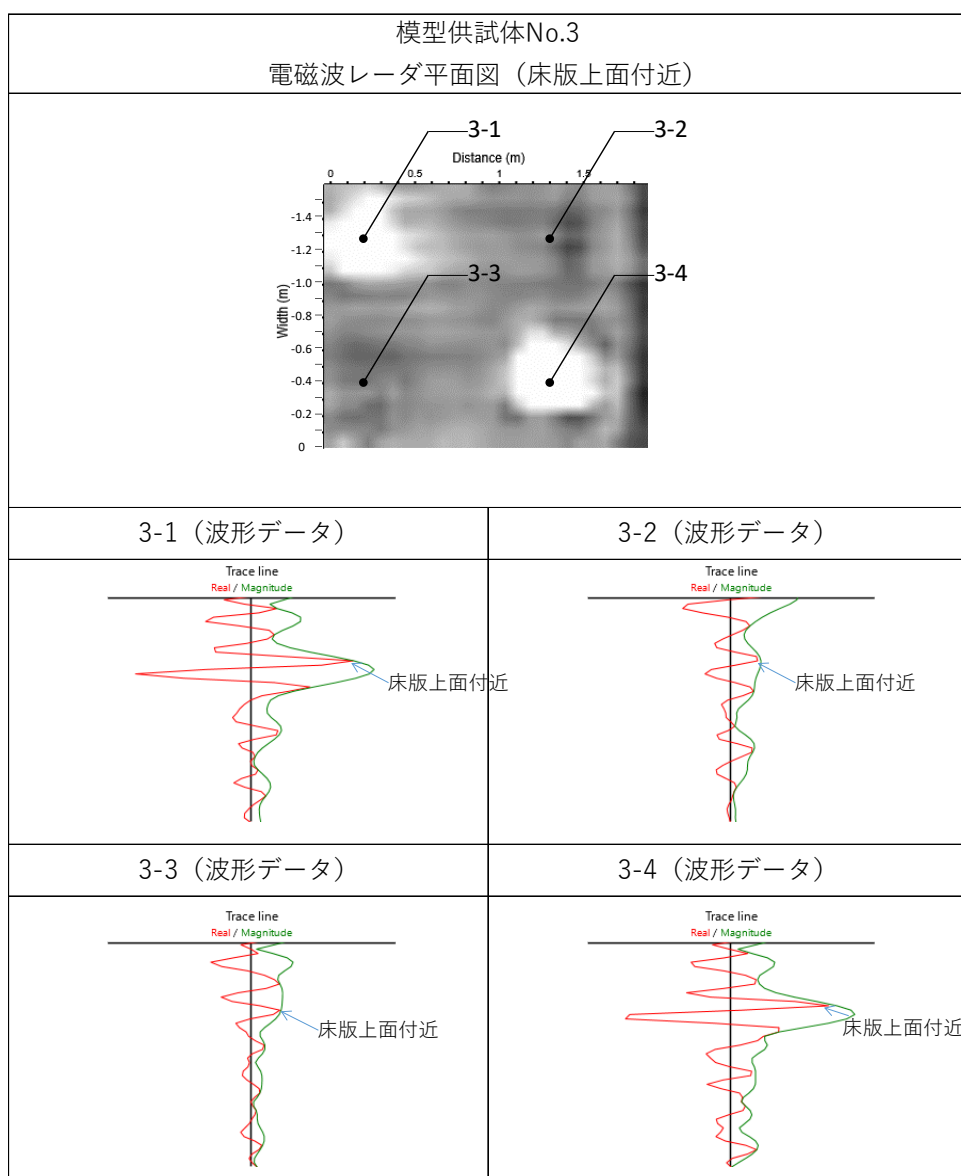 模型供試体No.3
電磁波レーダ平面図（床版上面付近）
3-1
3-2
Distance (m)
0 0.5 1 1.5
3-3
3-4
Width (m)
-1.4
-1.2
-1.0
-0.8
-0.6
-0.4
-0.2
0
3-1（波形データ）
3-2（波形データ）
Trace line
Real / Magnitude
床版上面付近
Trace line
Real / Magnitude
床版上面付近
3-3（波形データ）
3-4（波形データ）
Trace line
Real / Magnitude
床版上面付近
Trace line
Real / Magnitude
床版上面付近